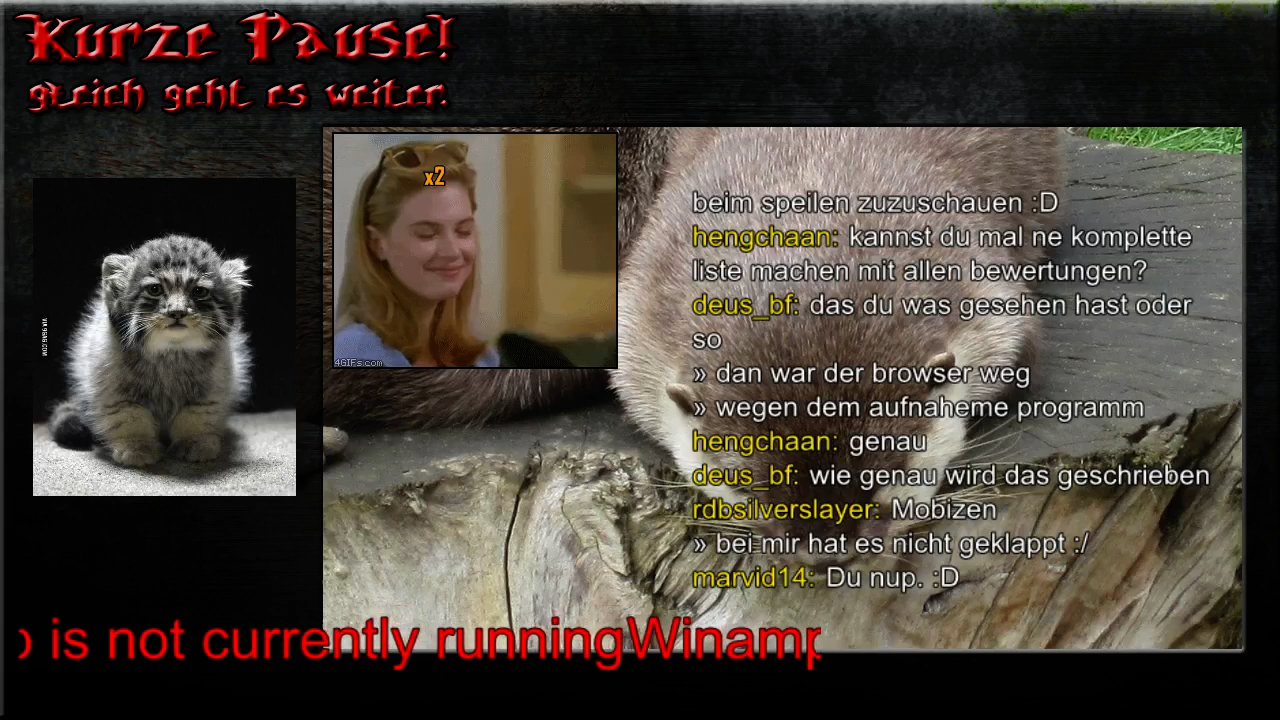 Kurze Pause!
gleich geht es weiter.
x2
VIA 9GAG.COM
4GIFs.com
beim speilen zuzuschauen :D
hengchaan: kannst du mal ne komplette
liste machen mit allen bewertungen?
deus_bf: das du was gesehen hast oder
so
» dan war der browser weg
» wegen dem aufnaheme programm
hengchaan: genau
deus_bf: wie genau wird das geschrieben
rdbsilverslayer: Mobizen
» bei mir hat es nicht geklappt :/
marvid14: Du nup. :D
p is not currently runningWinamp